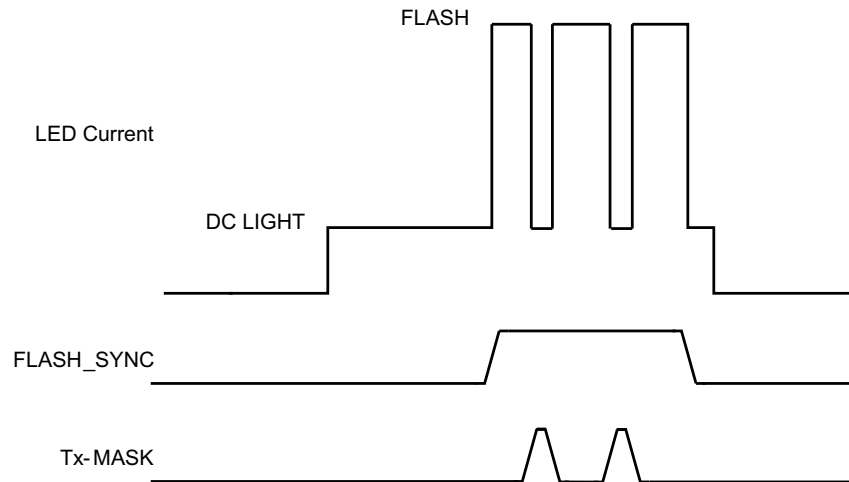 FLASH
LED Current
DC LIGHT
FLASH_SYNC
Tx-MASK